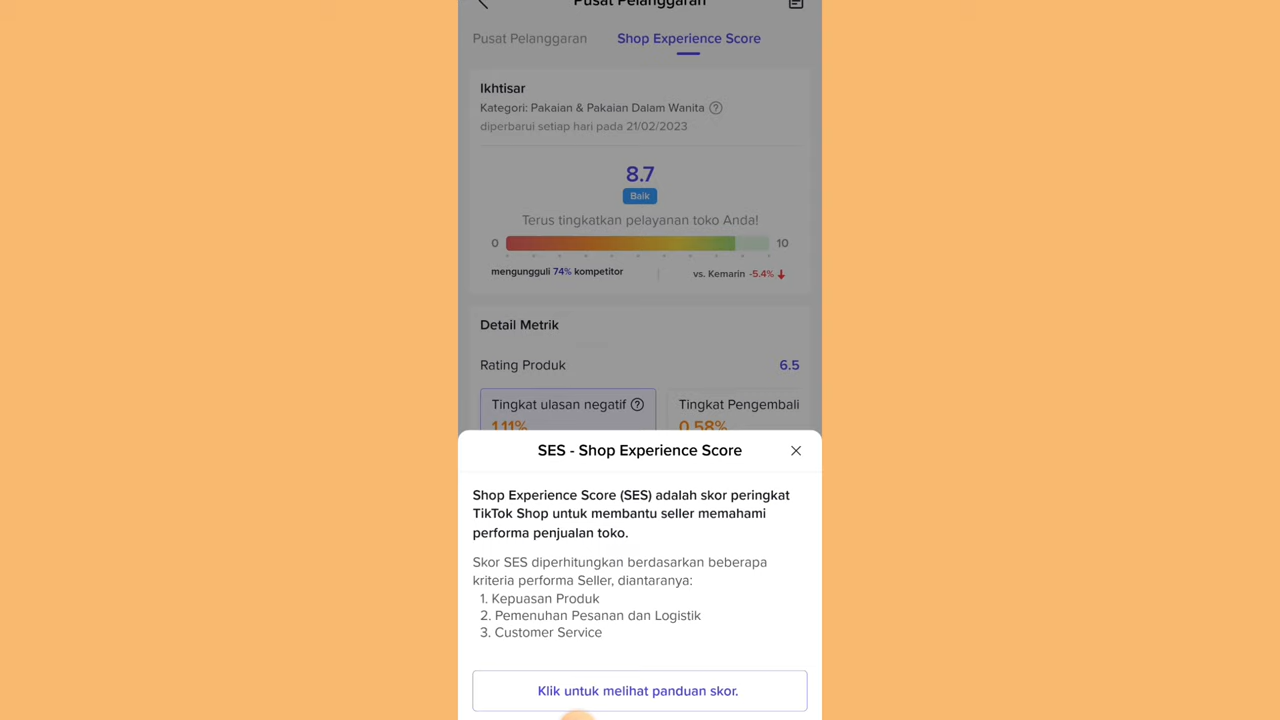 Pusat Pelanggaran
Pusat Pelanggaran Shop Experience Score
Ikhtisar
Kategori: Pakaian & Pakaian Dalam Wanita ?
diperbarui setiap hari pada 21/02/2023
8.7
Baik
Terus tingkatkan pelayanan toko Anda!
0 10
mengungguli 74% kompetitor vs. Kemarin -5.4%
Detail Metrik
Rating Produk 6.5
Tingkat ulasan negatif ? Tingkat Pengembali
1.11% 0.58%
SES - Shop Experience Score
Shop Experience Score (SES) adalah skor peringkat
TikTok Shop untuk membantu seller memahami
performa penjualan toko.
Skor SES diperhitungkan berdasarkan beberapa
kriteria performa Seller, diantaranya:
1. Kepuasan Produk
2. Pemenuhan Pesanan dan Logistik
3. Customer Service
Klik untuk melihat panduan skor.